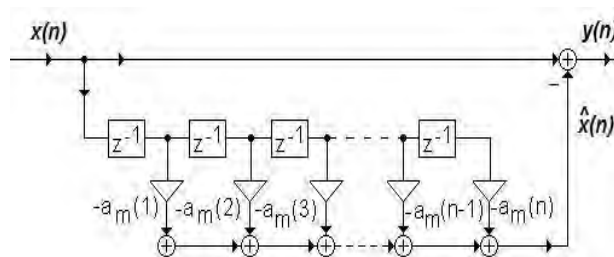 x(n) y(n)
+
−
x̂(n)
z⁻¹ z⁻¹ z⁻¹ z⁻¹
-aₘ(1) -aₘ(2) -aₘ(3) -aₘ(n-1) -aₘ(n)
+ + + + +